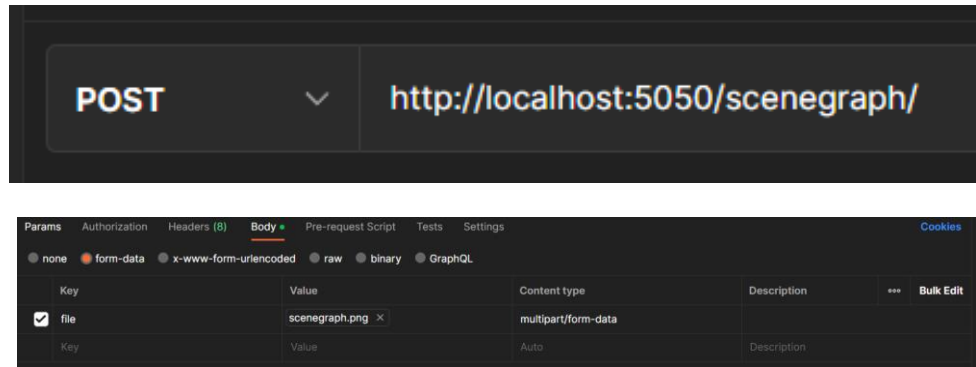 POST http://localhost:5050/scenegraph/
Params Authorization Headers (8) Body Pre-request Script Tests Settings Cookies
none form-data x-www-form-urlencoded raw binary GraphQL
Key Value Content type Description Bulk Edit
file scenegraph.png multipart/form-data
Key Value Auto Description